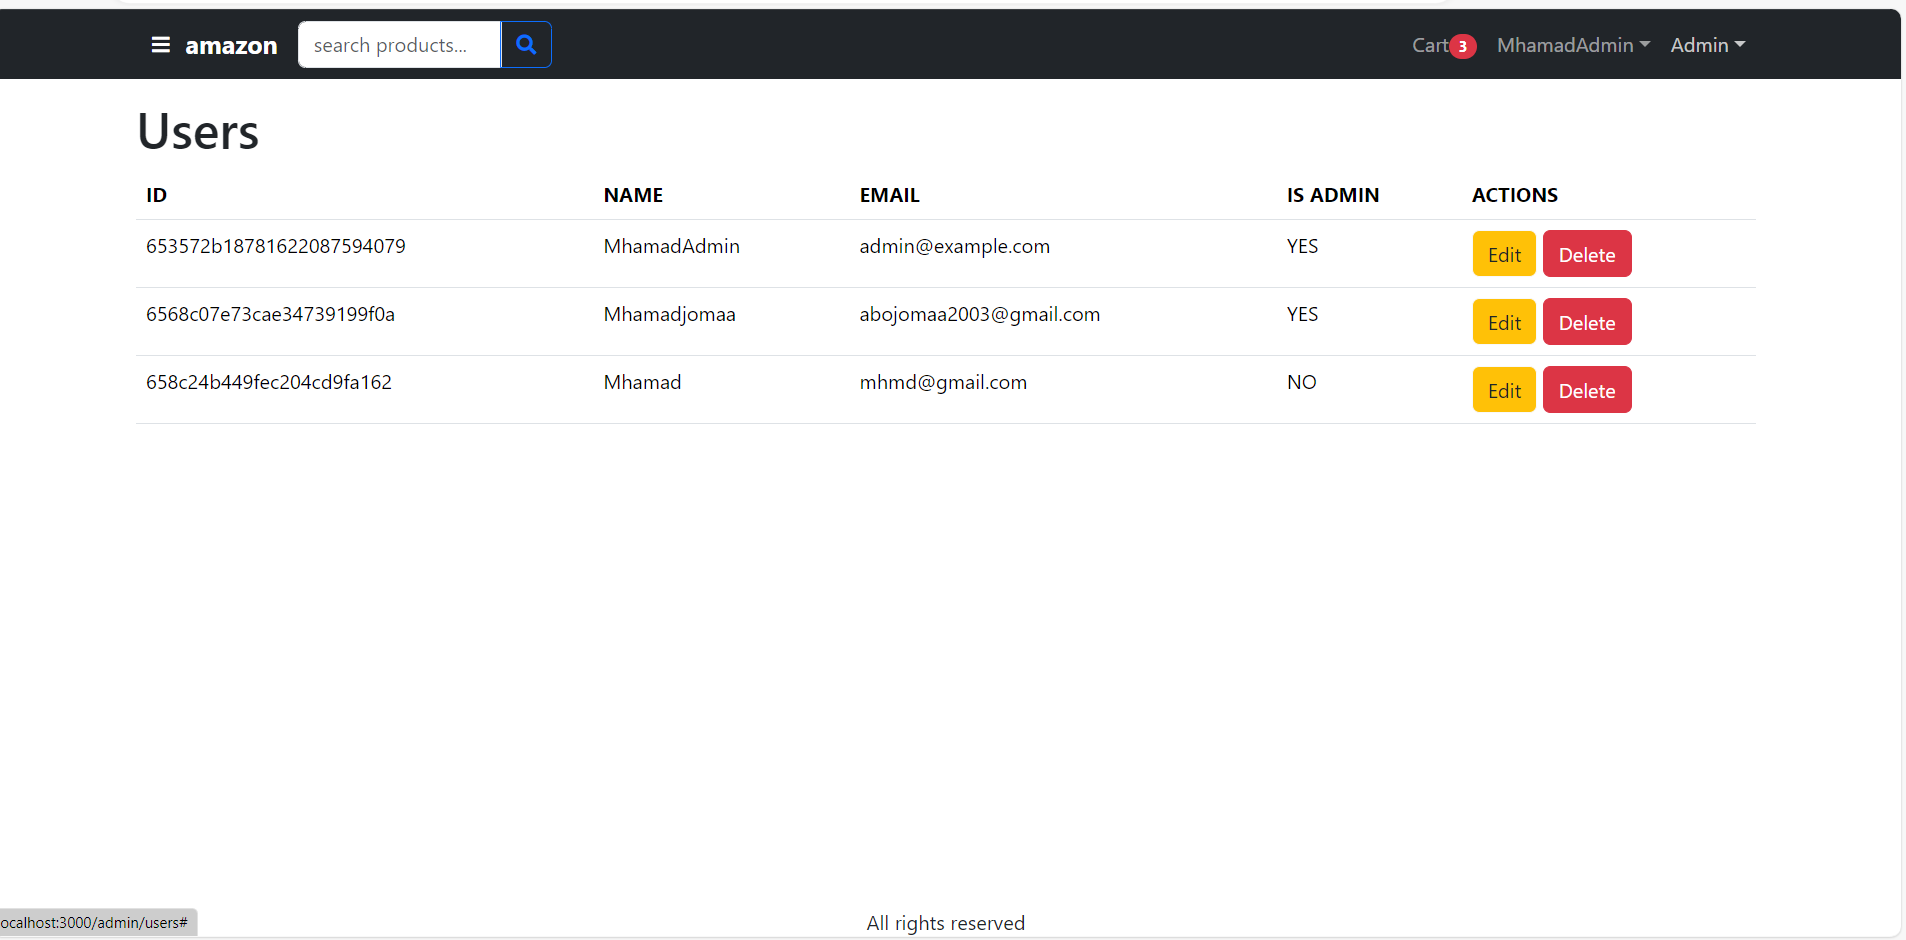 amazon search products... Cart 3 MhamadAdmin Admin
Users
ID NAME EMAIL IS ADMIN ACTIONS
653572b18781622087594079 MhamadAdmin admin@example.com YES Edit Delete
6568c07e73cae34739199f0a Mhamadjomaa abojomaa2003@gmail.com YES Edit Delete
658c24b449fec204cd9fa162 Mhamad mhmd@gmail.com NO Edit Delete
All rights reserved
ocalhost:3000/admin/users#